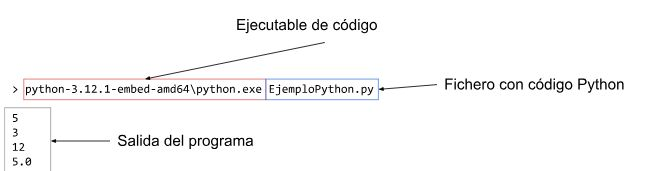 Ejecutable de código
> python-3.12.1-embed-amd64\python.exe EjemploPython.py
Fichero con código Python
5
3
12
5.0
Salida del programa